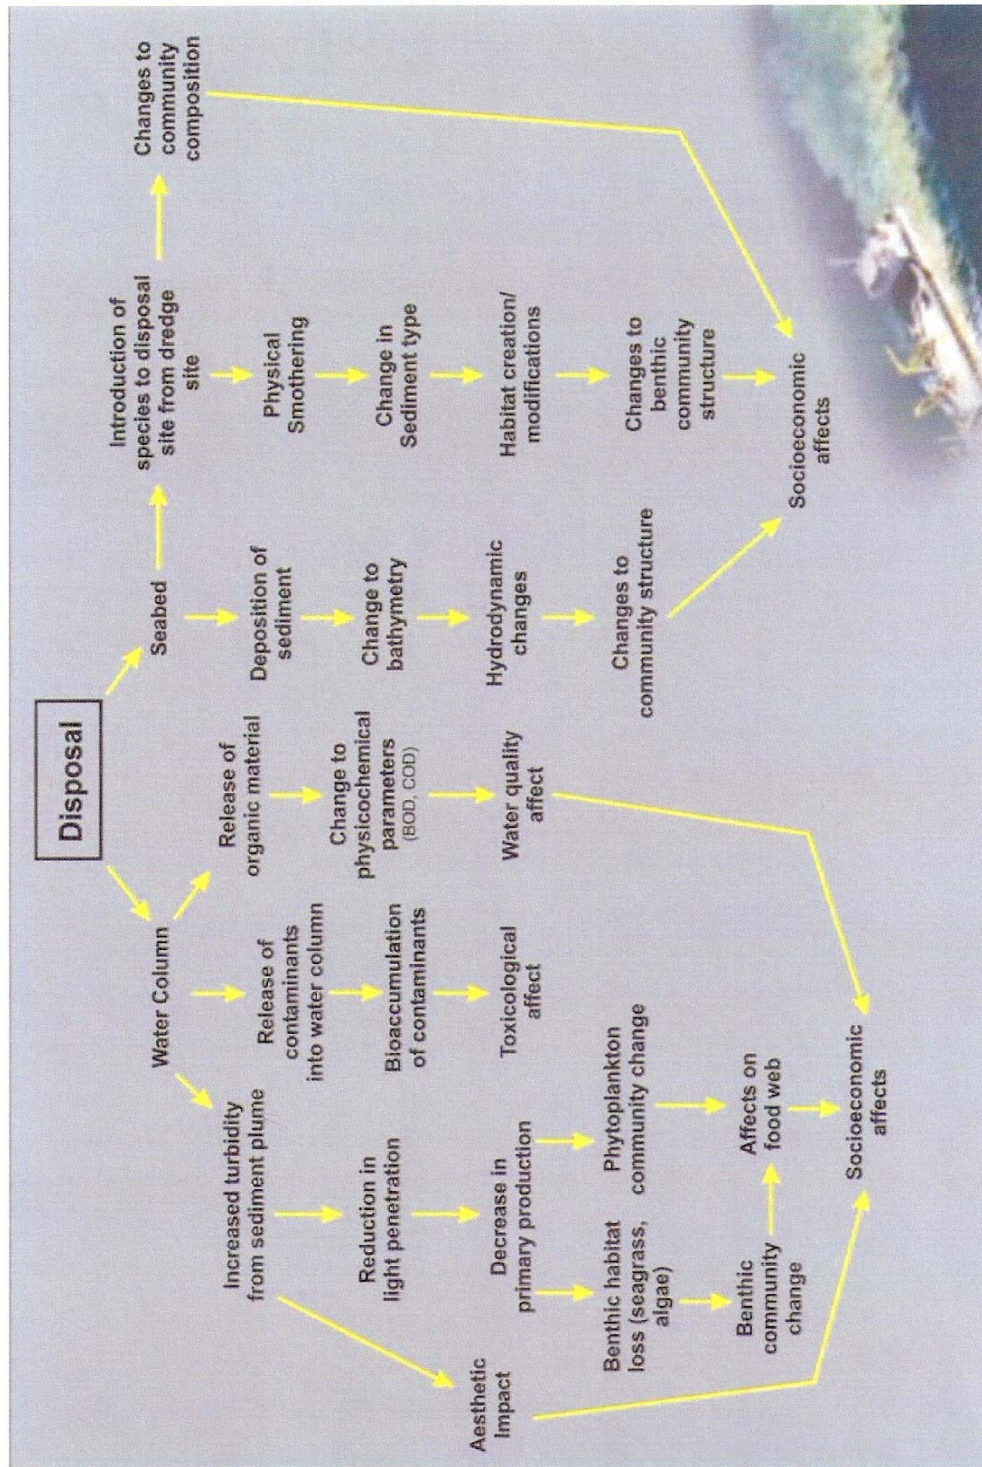 Disposal
Water Column
Seabed
Increased turbidity
from sediment plume
Release of
contaminants
into water column
Release of
organic material
Deposition of
sediment
Introduction of
species to disposal
site from dredge
site
Changes to
community
composition
Reduction in
light penetration
Bioaccumulation
of contaminants
Change to
physicochemical
parameters
(BOD, COD)
Change to
bathymetry
Physical
Smothering
Change in
Sediment type
Aesthetic
Impact
Decrease in
primary production
Toxicological
affect
Water quality
affect
Hydrodynamic
changes
Habitat creation/
modifications
Benthic habitat
loss (seagrass,
algae)
Phytoplankton
community change
Changes to
community structure
Changes to
benthic
community
structure
Benthic
community
change
Affects on
food web
Socioeconomic
affects
Socioeconomic
affects